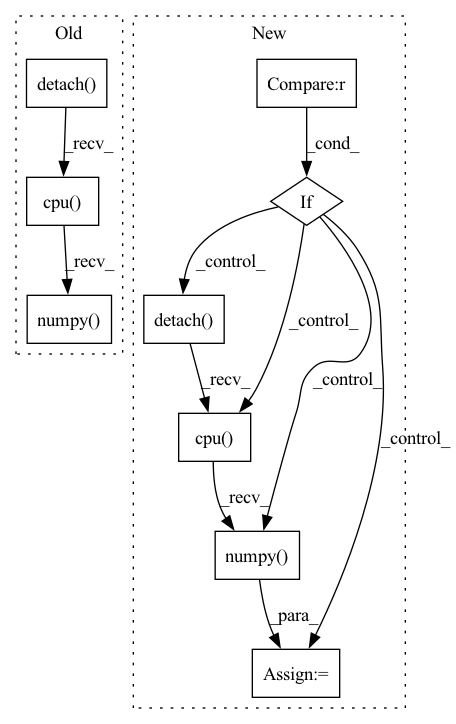 Old
New
detach()
Compare:r
_recv_
_cond_
cpu()
If
_recv_
_control_
numpy()
detach()
_control_
_recv_
_control_
cpu()
_control_
_recv_
numpy()
_para_
Assign:=